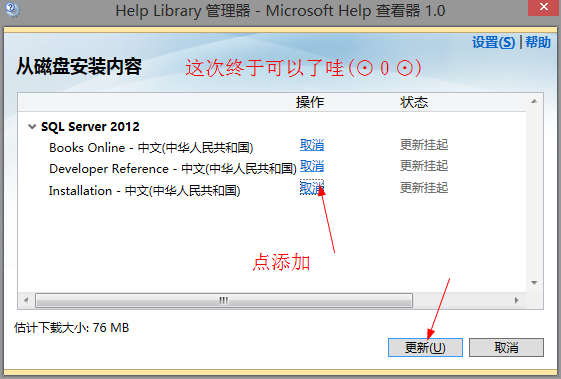 Help Library 管理器 - Microsoft Help 查看器 1.0
设置(S) | 帮助
从磁盘安装内容
这次终于可以了哇(⊙ 0 ⊙)
操作 状态
SQL Server 2012
Books Online - 中文(中华人民共和国) 取消 更新挂起
Developer Reference - 中文(中华人民共和国) 取消 更新挂起
Installation - 中文(中华人民共和国) 取消 更新挂起
点添加
估计下载大小: 76 MB
更新(U) 取消